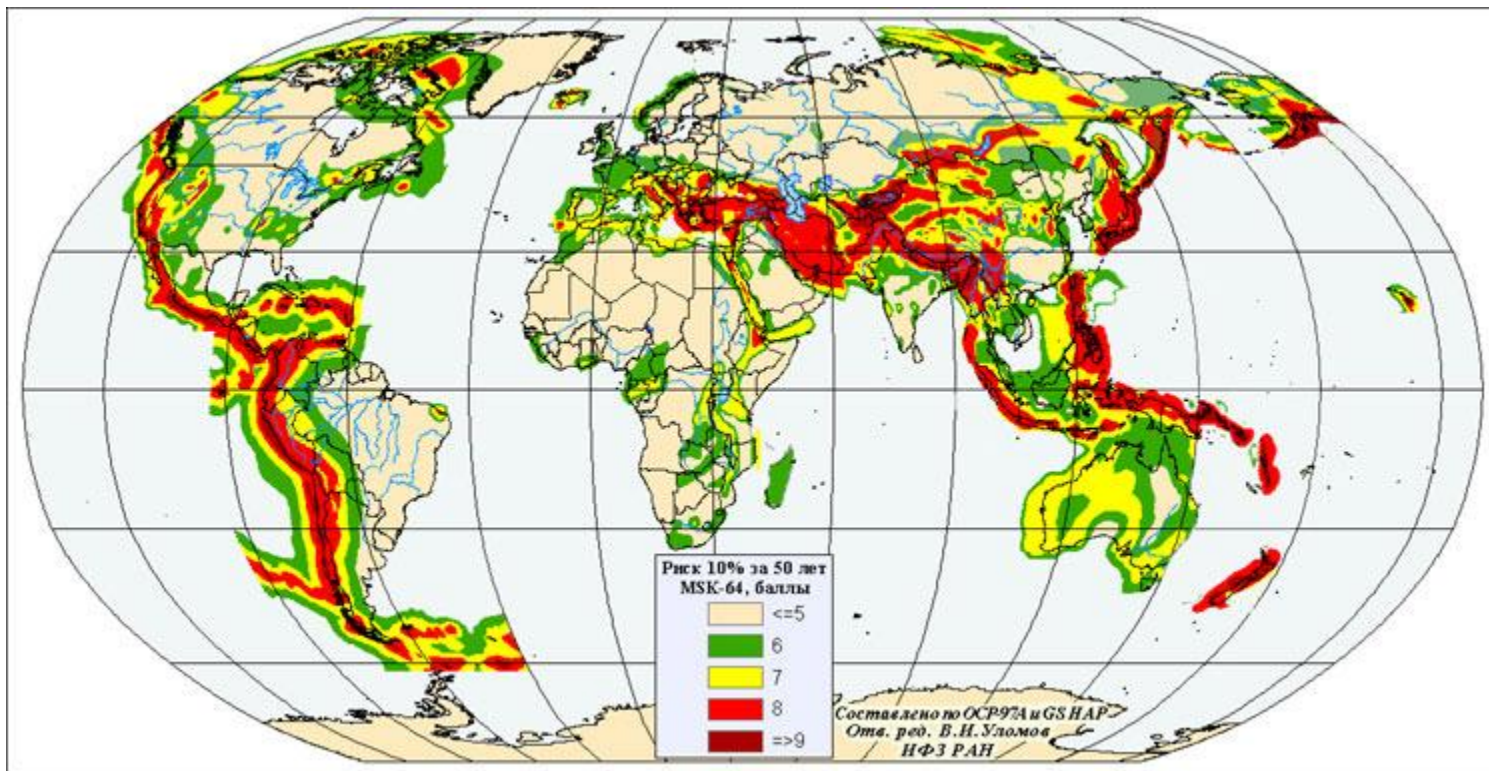 Риск 10% за 50 лет
MSK-64, баллы
<=5
6
7
8
=>9
Составлено по ОСР-97А и GSHAP
Отв. ред. В.И. Уломов
ИФЗ РАН